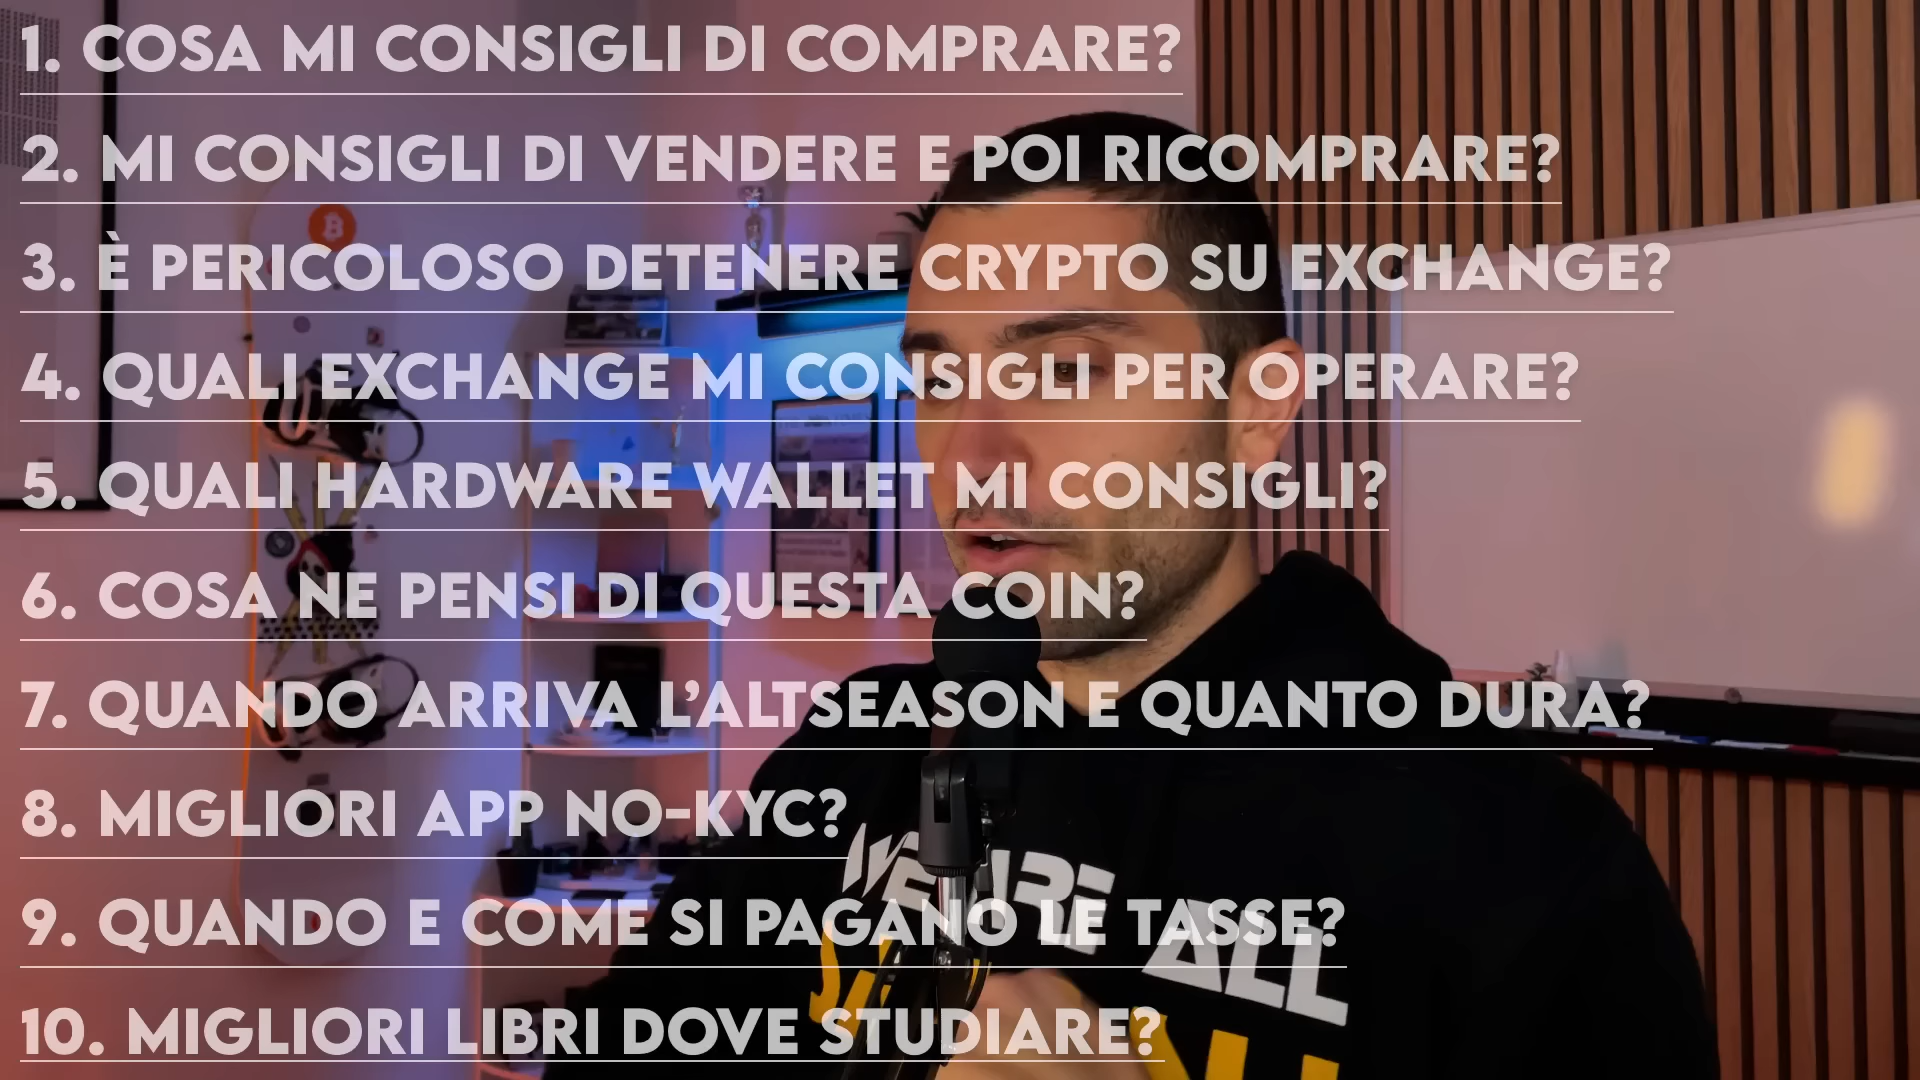 1. COSA MI CONSIGLI DI COMPRARE?
2. MI CONSIGLI DI VENDERE E POI RICOMPRARE?
3. È PERICOLOSO DETENERE CRYPTO SU EXCHANGE?
4. QUALI EXCHANGE MI CONSIGLI PER OPERARE?
5. QUALI HARDWARE WALLET MI CONSIGLI?
6. COSA NE PENSI DI QUESTA COIN?
7. QUANDO ARRIVA L’ALTSEASON E QUANTO DURA?
8. MIGLIORI APP NO-KYC?
9. QUANDO E COME SI PAGANO LE TASSE?
10. MIGLIORI LIBRI DOVE STUDIARE?
WE ARE ALL